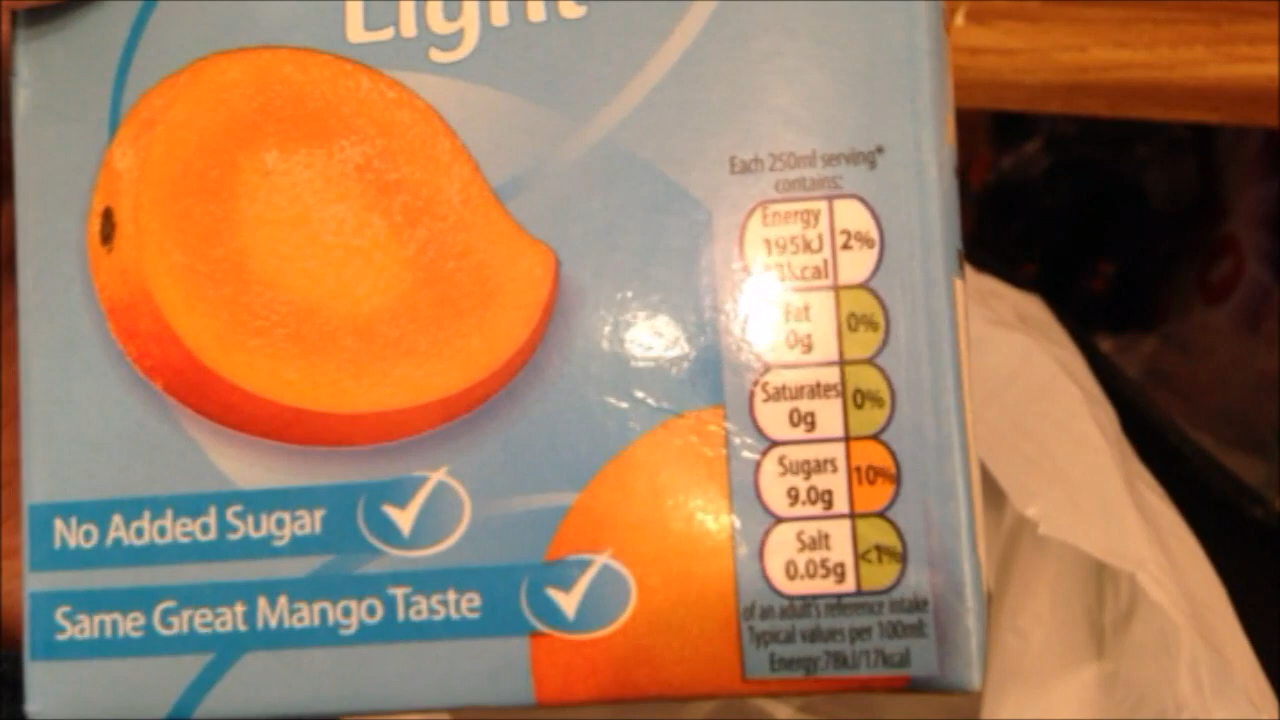 Light
No Added Sugar
Same Great Mango Taste
Each 250ml serving*
contains:
Energy
195kJ
2%
Fat
0g
0%
Saturates
0g
0%
Sugars
9.0g
10%
Salt
0.05g
<1%
of an adult's reference intake
Typical values per 100ml:
Energy:78kJ/17kcal